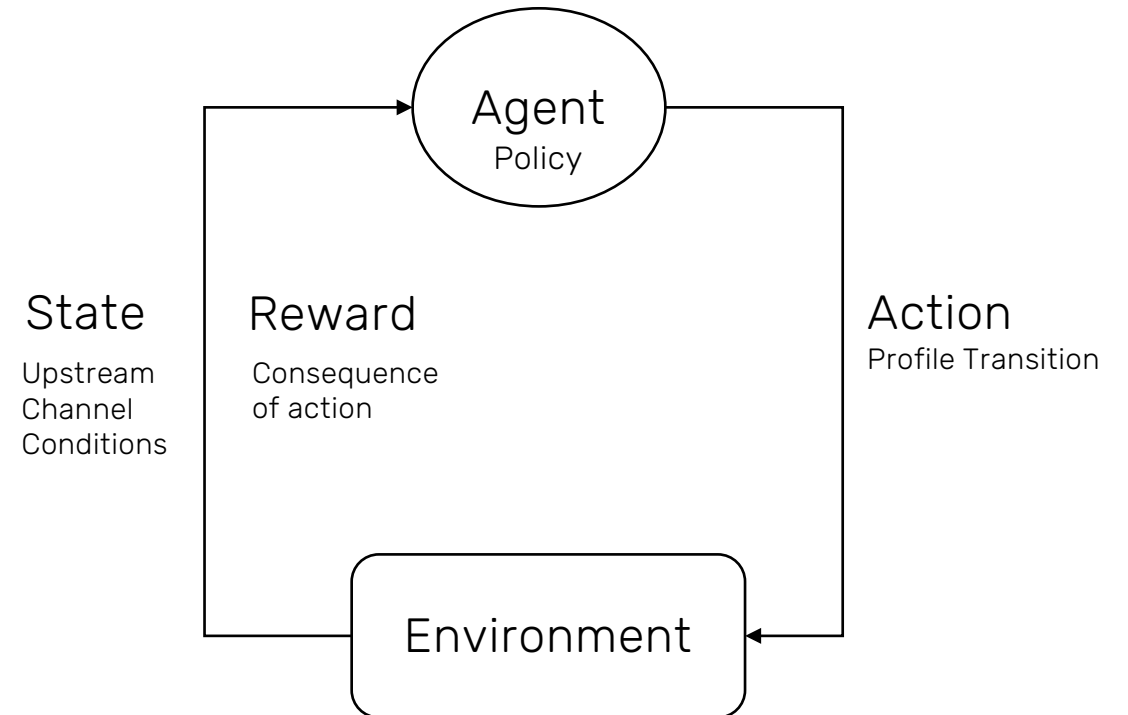 Agent
Policy
State
Upstream
Channel
Conditions
Reward
Consequence
of action
Action
Profile Transition
Environment